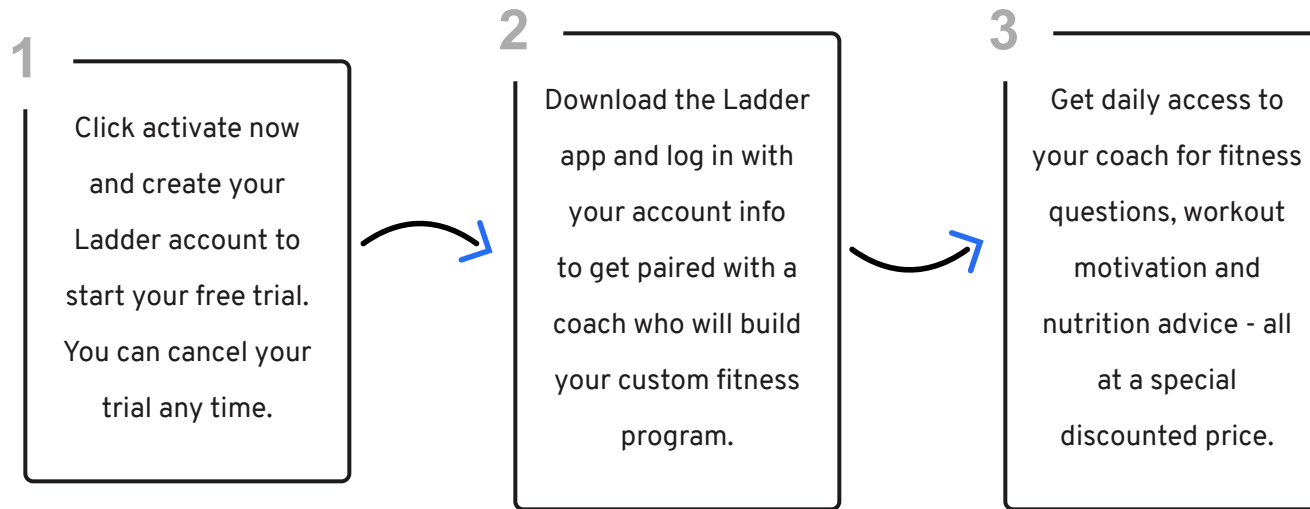 1
Click activate now
and create your
Ladder account to
start your free trial.
You can cancel your
trial any time.
2
Download the Ladder
app and log in with
your account info
to get paired with a
coach who will build
your custom fitness
program.
3
Get daily access to
your coach for fitness
questions, workout
motivation and
nutrition advice - all
at a special
discounted price.